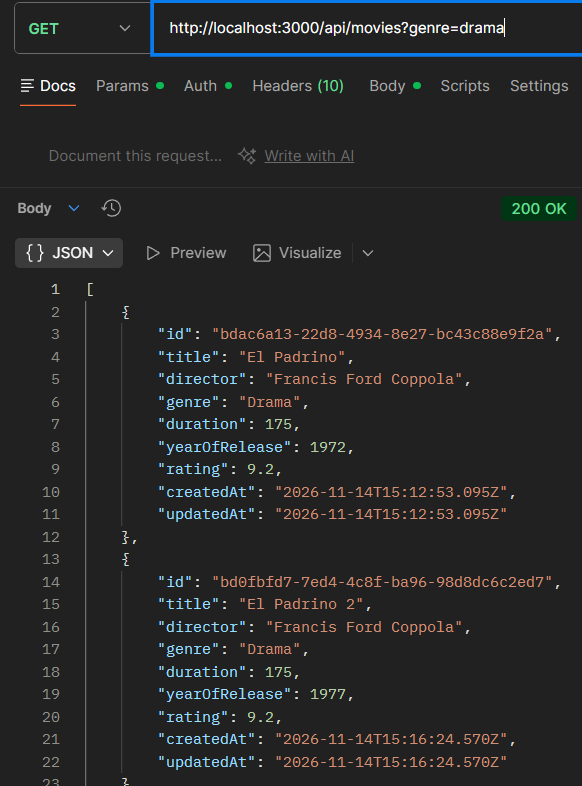 GET http://localhost:3000/api/movies?genre=drama
Docs Params Auth Headers (10) Body Scripts Settings
Document this request... Write with AI
Body 200 OK
{} JSON Preview Visualize
1 [
2 {
3 "id": "bdac6a13-22d8-4934-8e27-bc43c88e9f2a",
4 "title": "El Padrino",
5 "director": "Francis Ford Coppola",
6 "genre": "Drama",
7 "duration": 175,
8 "yearOfRelease": 1972,
9 "rating": 9.2,
10 "createdAt": "2026-11-14T15:12:53.095Z",
11 "updatedAt": "2026-11-14T15:12:53.095Z"
12 },
13 {
14 "id": "bd0fbfd7-7ed4-4c8f-ba96-98d8dc6c2ed7",
15 "title": "El Padrino 2",
16 "director": "Francis Ford Coppola",
17 "genre": "Drama",
18 "duration": 175,
19 "yearOfRelease": 1977,
20 "rating": 9.2,
21 "createdAt": "2026-11-14T15:16:24.570Z",
22 "updatedAt": "2026-11-14T15:16:24.570Z"
23 }